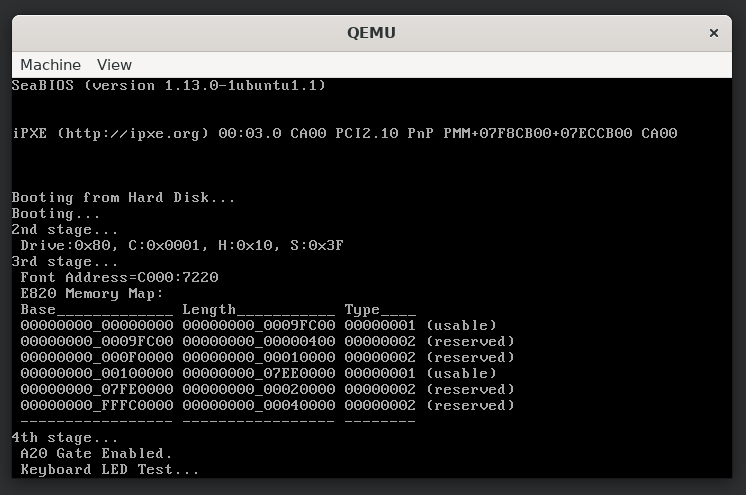 QEMU
Machine View
SeaBIOS (version 1.13.0-1ubuntu1.1)
iPXE (http://ipxe.org) 00:03.0 CA00 PCI2.10 PnP PMM+07F8CB00+07ECCB00 CA00
Booting from Hard Disk...
Booting...
2nd stage...
Drive:0x80, C:0x0001, H:0x10, S:0x3F
3rd stage...
Font Address=C000:7220
E820 Memory Map:
Base_____________ Length___________ Type____
00000000_00000000 00000000_0009FC00 00000001 (usable)
00000000_0009FC00 00000000_00000400 00000002 (reserved)
00000000_000F0000 00000000_00010000 00000002 (reserved)
00000000_00100000 00000000_07EE0000 00000001 (usable)
00000000_07FE0000 00000000_00020000 00000002 (reserved)
00000000_FFFC0000 00000000_00040000 00000002 (reserved)
----------------- ----------------- --------
4th stage...
A20 Gate Enabled.
Keyboard LED Test...